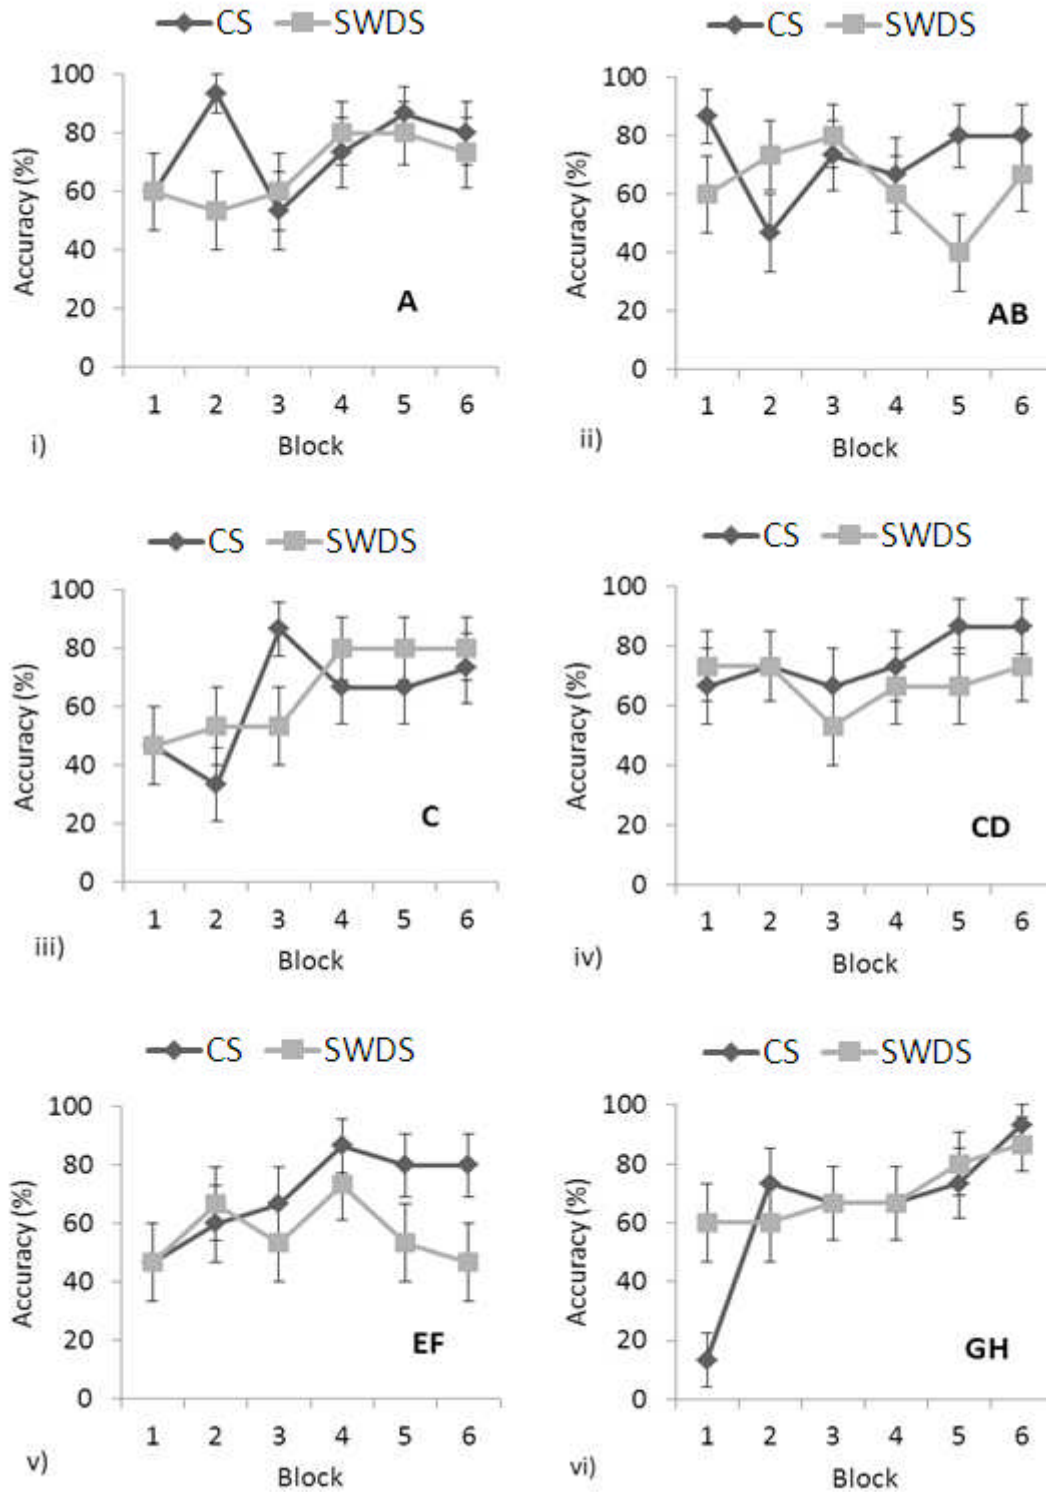 CS SWDS
Accuracy (%)
100
80
60
40
20
0
A
1 2 3 4 5 6
Block
i)
CS SWDS
Accuracy (%)
100
80
60
40
20
0
AB
1 2 3 4 5 6
Block
ii)
CS SWDS
Accuracy (%)
100
80
60
40
20
0
C
1 2 3 4 5 6
Block
iii)
CS SWDS
Accuracy (%)
100
80
60
40
20
0
CD
1 2 3 4 5 6
Block
iv)
CS SWDS
Accuracy (%)
100
80
60
40
20
0
EF
1 2 3 4 5 6
Block
v)
CS SWDS
Accuracy (%)
100
80
60
40
20
0
GH
1 2 3 4 5 6
Block
vi)